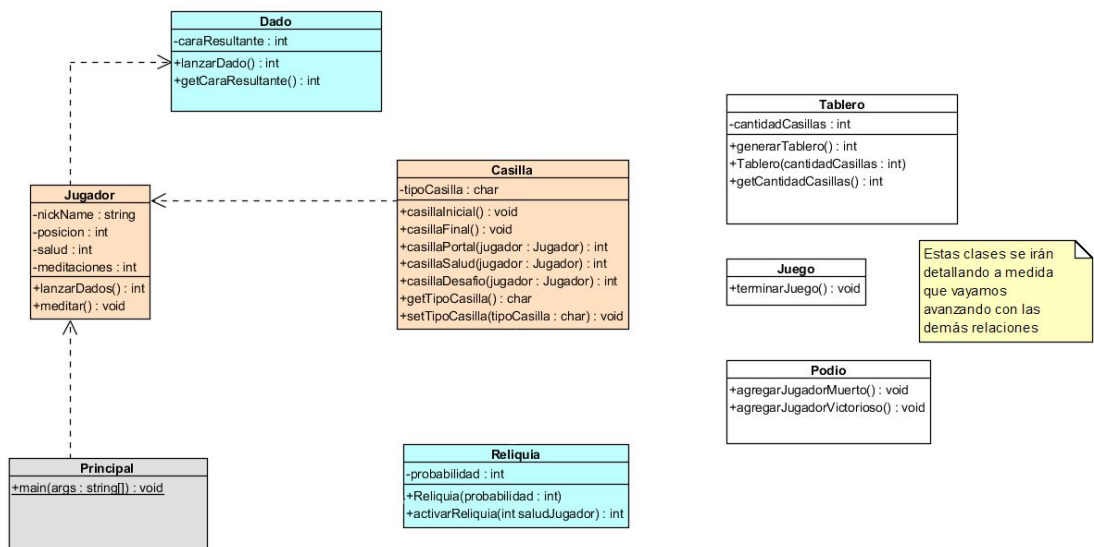 Dado
-caraResultante : int
+lanzarDado() : int
+getCaraResultante() : int
Jugador
-nickName : string
-posicion : int
-salud : int
-meditaciones : int
+lanzarDados() : int
+meditar() : void
Casilla
-tipoCasilla : char
+casillaInicial() : void
+casillaFinal() : void
+casillaPortal(jugador : Jugador) : int
+casillaSalud(jugador : Jugador) : int
+casillaDesafio(jugador : Jugador) : int
+getTipoCasilla() : char
+setTipoCasilla(tipoCasilla : char) : void
Tablero
-cantidadCasillas : int
+generarTablero() : int
+Tablero(cantidadCasillas : int)
+getCantidadCasillas() : int
Juego
+terminarJuego() : void
Estas clases se irán
detallando a medida
que vayamos
avanzando con las
demás relaciones
Podio
+agregarJugadorMuerto() : void
+agregarJugadorVictorioso() : void
Principal
+main(args : string[]) : void
Reliquia
-probabilidad : int
+Reliquia(probabilidad : int)
+activarReliquia(int saludJugador) : int